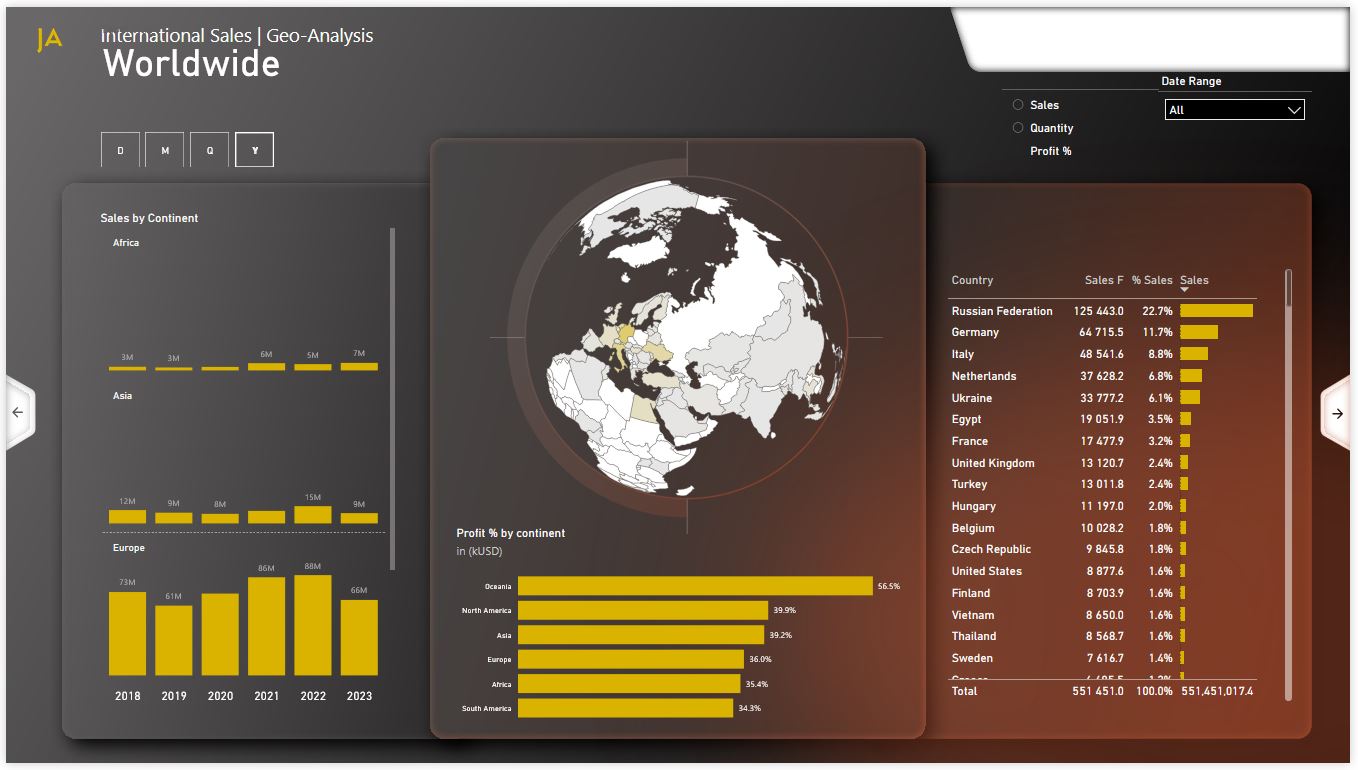 JA
International Sales | Geo-Analysis
Worldwide
Date Range
All
Sales
Quantity
Profit %
D M Q Y
Sales by Continent
Africa
3M 3M 6M 5M 7M
Asia
12M 9M 8M 15M 9M
Europe
73M 61M 86M 88M 66M
2018 2019 2020 2021 2022 2023
Profit % by continent
in (kUSD)
Oceania 56.5%
North America 39.9%
Asia 39.2%
Europe 36.0%
Africa 35.4%
South America 34.3%
Country Sales F % Sales Sales
Russian Federation 125 443.0 22.7%
Germany 64 715.5 11.7%
Italy 48 541.6 8.8%
Netherlands 37 628.2 6.8%
Ukraine 33 777.2 6.1%
Egypt 19 051.9 3.5%
France 17 477.9 3.2%
United Kingdom 13 120.7 2.4%
Turkey 13 011.8 2.4%
Hungary 11 197.0 2.0%
Belgium 10 028.2 1.8%
Czech Republic 9 845.8 1.8%
United States 8 877.6 1.6%
Finland 8 703.9 1.6%
Vietnam 8 650.0 1.6%
Thailand 8 568.7 1.6%
Sweden 7 616.7 1.4%
Total 551 451.0 100.0% 551,451,017.4